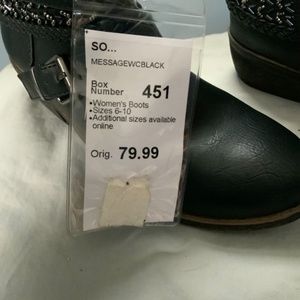 SO...
MESSAGEWCBLACK
Box
Number 451
•Women's Boots
•Sizes 6-10
•Additional sizes available
online
Orig. 79.99